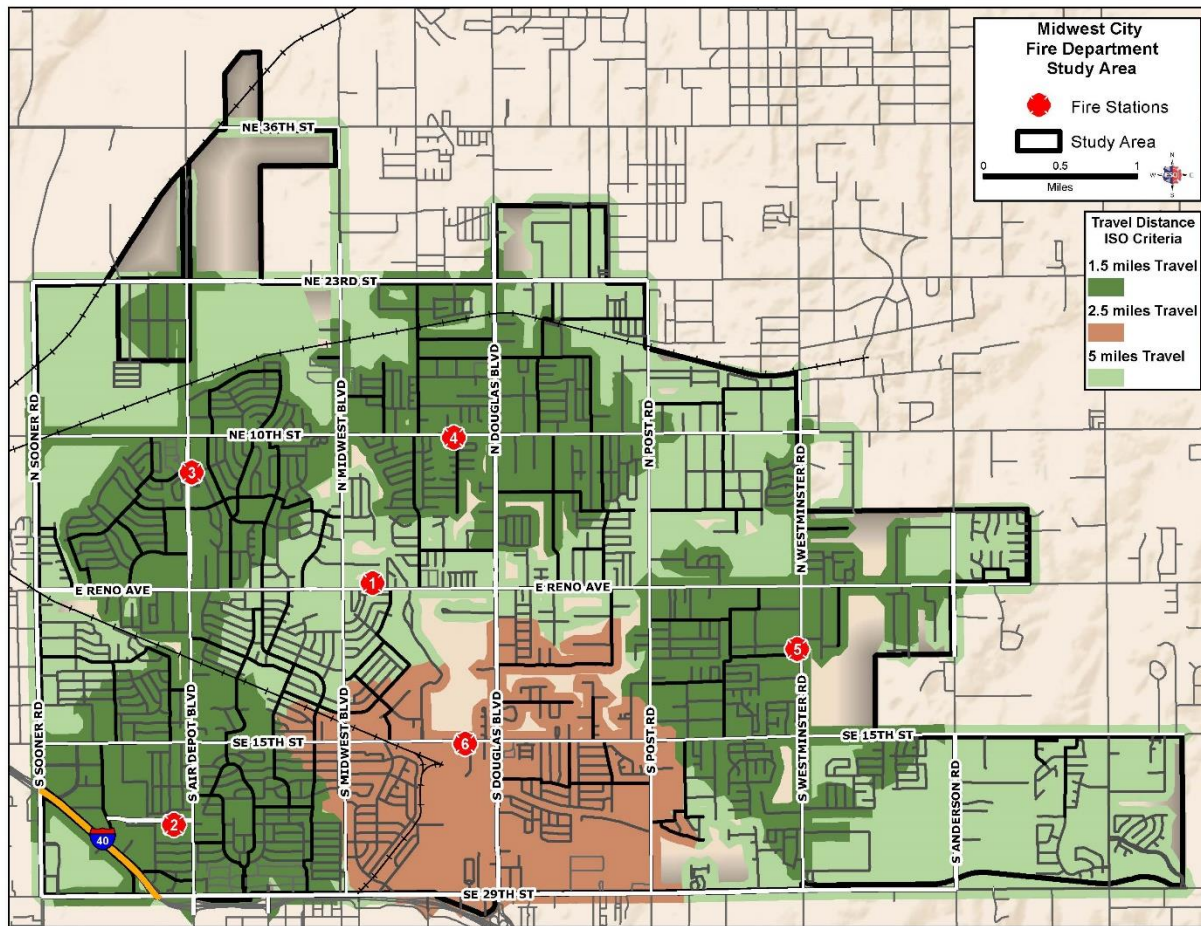 Midwest City
Fire Department
Study Area
Fire Stations
Study Area
0 0.5 1
Miles
N
W E
S
Travel Distance
ISO Criteria
1.5 miles Travel
2.5 miles Travel
5 miles Travel
NE 36TH ST
NE 23RD ST
N SOONER RD
N MIDWEST BLVD
N DOUGLAS BLVD
N POST RD
N WESTMINSTER RD
NE 10TH ST
4
3
1
E RENO AVE
E RENO AVE
5
S SOONER RD
S AIR DEPOT BLVD
S MIDWEST BLVD
S DOUGLAS BLVD
S POST RD
S WESTMINSTER RD
S ANDERSON RD
SE 15TH ST
6
SE 15TH ST
2
40
SE 29TH ST